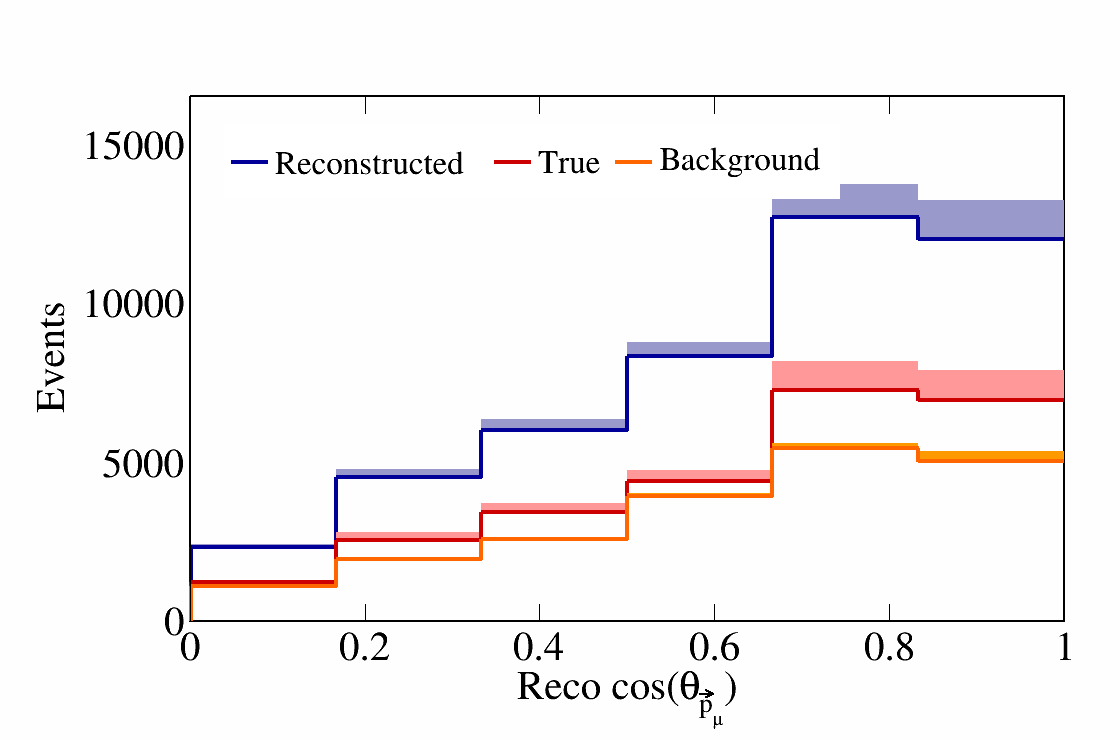 15000
10000
5000
0
Events
Reconstructed True Background
0 0.2 0.4 0.6 0.8 1
Reco cos(θp⃗μ)